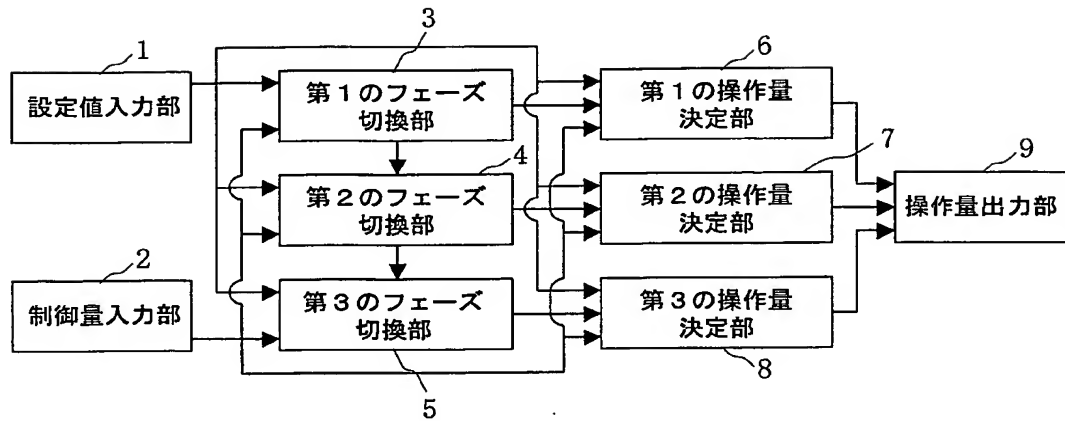 1
設定値入力部
2
制御量入力部
3
第1のフェーズ
切換部
4
第2のフェーズ
切換部
第3のフェーズ
切換部
5
6
第1の操作量
決定部
7
第2の操作量
決定部
第3の操作量
決定部
8
9
操作量出力部